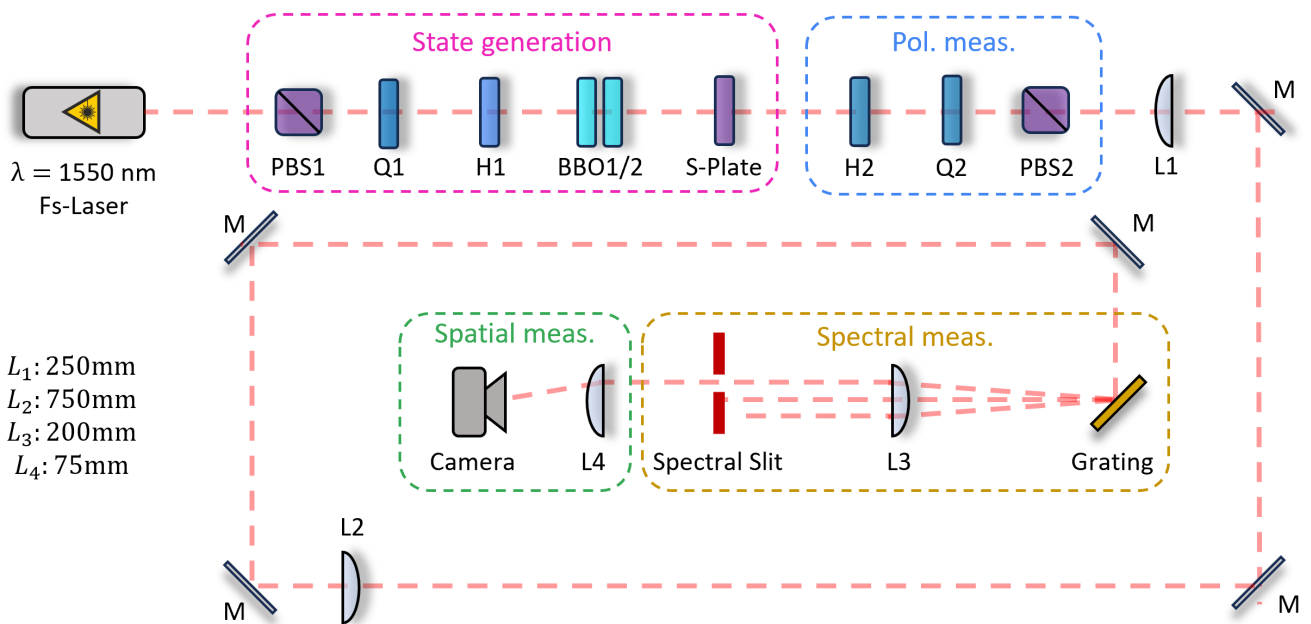 State generation
Pol. meas.
M
PBS1
Q1
H1
BBO1/2
S-Plate
H2
Q2
PBS2
L1
λ = 1550 nm
Fs-Laser
M
M
Spatial meas.
Spectral meas.
L₁: 250mm
L₂: 750mm
L₃: 200mm
L₄: 75mm
Camera
L4
Spectral Slit
L3
Grating
L2
M
M